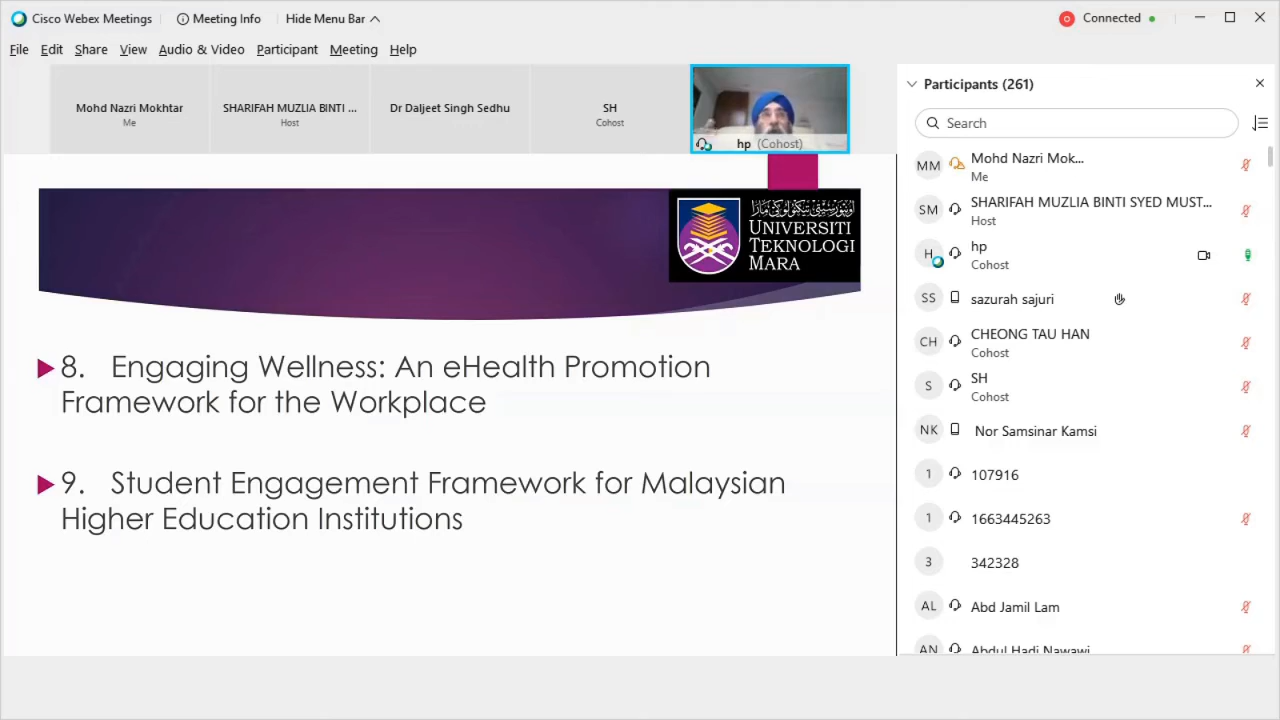 Cisco Webex Meetings
Meeting Info
Hide Menu Bar
Connected
File Edit Share View Audio & Video Participant Meeting Help
Mohd Nazri Mokhtar
Me
SHARIFAH MUZLIA BINTI ...
Host
Dr Daljeet Singh Sedhu
SH
Cohost
hp (Cohost)
UNIVERSITI
TEKNOLOGI
MARA
8. Engaging Wellness: An eHealth Promotion
Framework for the Workplace
9. Student Engagement Framework for Malaysian
Higher Education Institutions
Participants (261)
Search
MM Mohd Nazri Mok...
Me
SM SHARIFAH MUZLIA BINTI SYED MUST...
Host
H hp
Cohost
SS sazurah sajuri
CH CHEONG TAU HAN
Cohost
S SH
Cohost
NK Nor Samsinar Kamsi
1 107916
1 1663445263
3 342328
AL Abd Jamil Lam
AN Abdul Hadi Nawawi